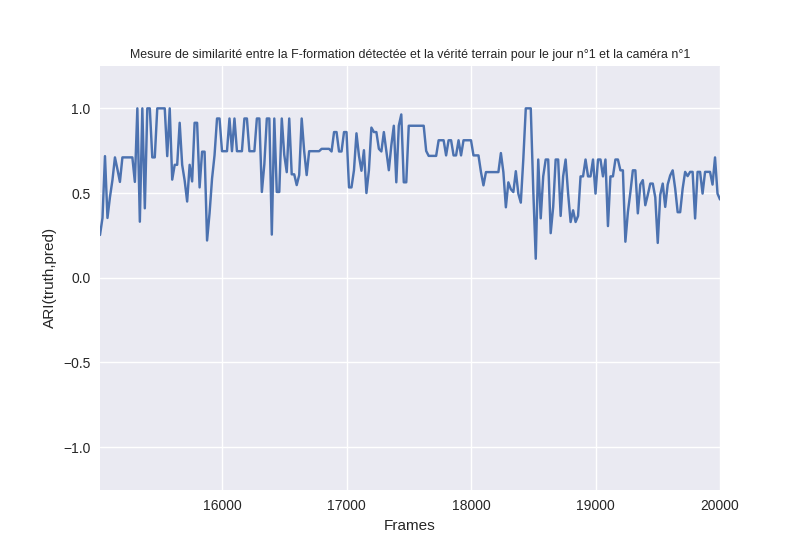 Mesure de similarité entre la F-formation détectée et la vérité terrain pour le jour n°1 et la caméra n°1
1.0
0.5
0.0
−0.5
−1.0
ARI(truth,pred)
16000 17000 18000 19000 20000
Frames